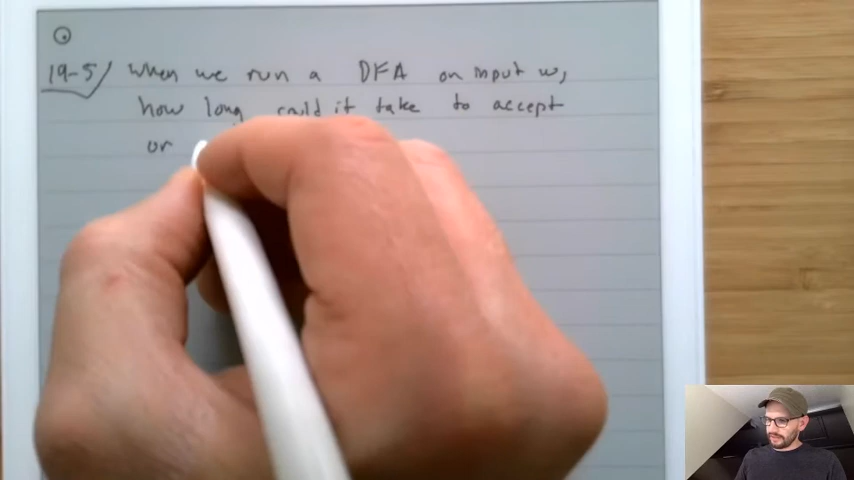 19-5/ When we run a DFA on input w,
how long could it take to accept
or